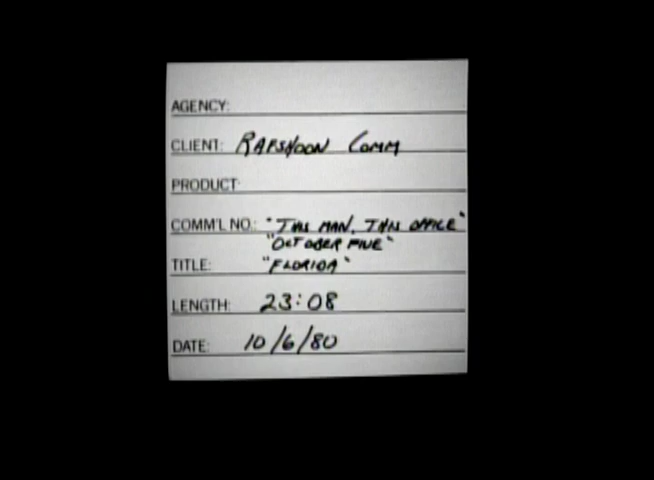 AGENCY:
CLIENT: RAFSHOON COMM
PRODUCT:
COMM'L NO.: "THIS MAN, THIS OFFICE"
"OCTOBER FIVE"
TITLE: "FLORIDA"
LENGTH: 23:08
DATE: 10/6/80